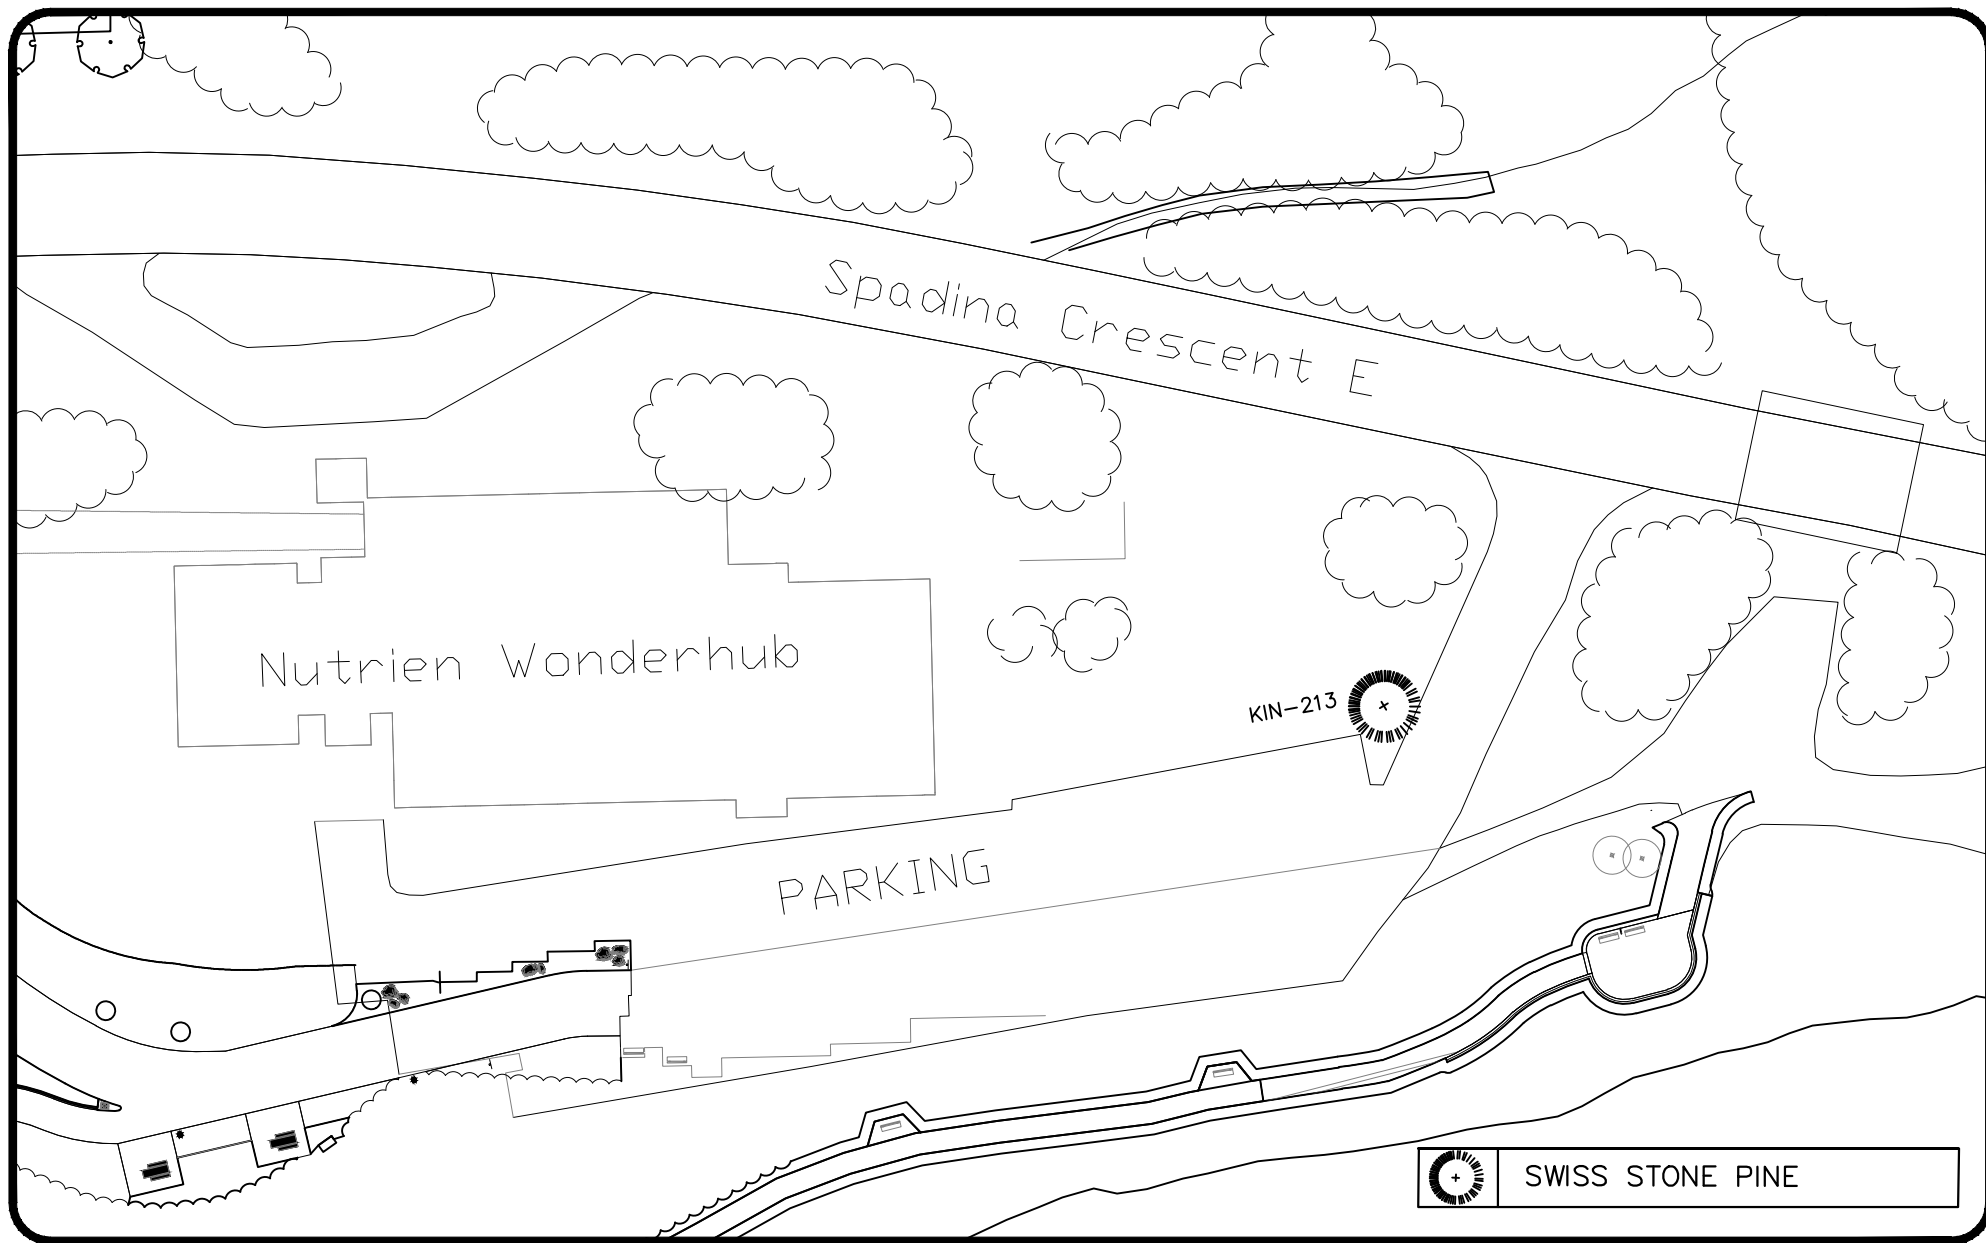 Spadina Crescent E
Nutrien Wonderhub
KIN-213
PARKING
SWISS STONE PINE